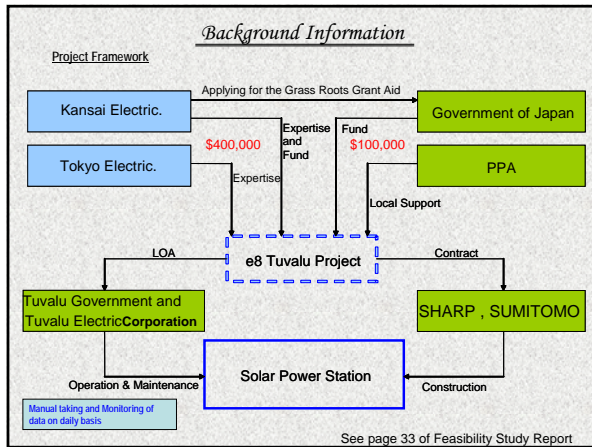 Background Information
Project Framework
Applying for the Grass Roots Grant Aid
Kansai Electric.
Government of Japan
$400,000
Expertise
and
Fund
Fund
$100,000
Tokyo Electric.
PPA
Expertise
Local Support
e8 Tuvalu Project
LOA
Contract
Tuvalu Government and
Tuvalu ElectricCorporation
SHARP , SUMITOMO
Solar Power Station
Operation & Maintenance
Construction
Manual taking and Monitoring of
data on daily basis
See page 33 of Feasibility Study Report